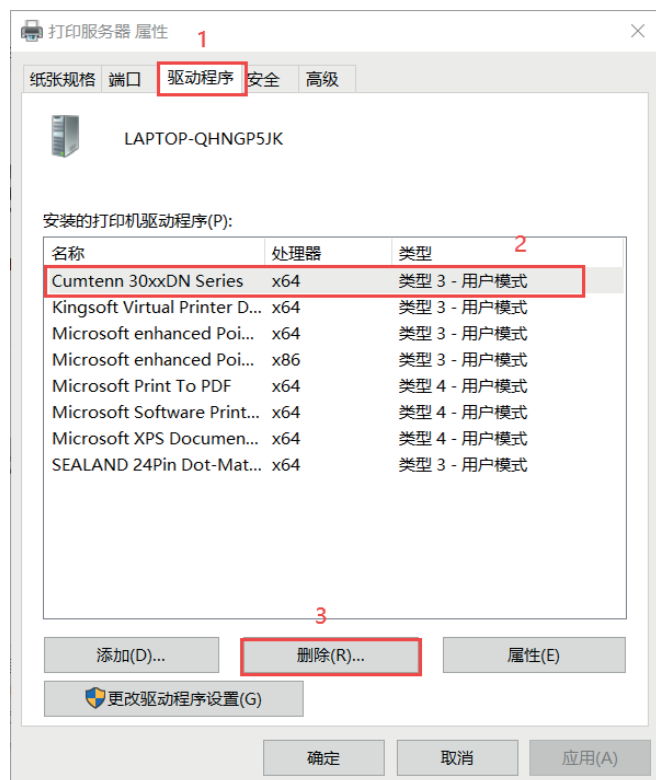 打印服务器 属性
1
纸张规格 端口 驱动程序 安全 高级
LAPTOP-QHNGP5JK
安装的打印机驱动程序(P):
名称 处理器 类型
2
Cumtenn 30xxDN Series x64 类型 3 - 用户模式
Kingsoft Virtual Printer D... x64 类型 3 - 用户模式
Microsoft enhanced Poi... x64 类型 3 - 用户模式
Microsoft enhanced Poi... x86 类型 3 - 用户模式
Microsoft Print To PDF x64 类型 4 - 用户模式
Microsoft Software Print... x64 类型 4 - 用户模式
Microsoft XPS Documen... x64 类型 4 - 用户模式
SEALAND 24Pin Dot-Mat... x64 类型 3 - 用户模式
3
添加(D)... 删除(R)... 属性(E)
更改驱动程序设置(G)
确定 取消 应用(A)